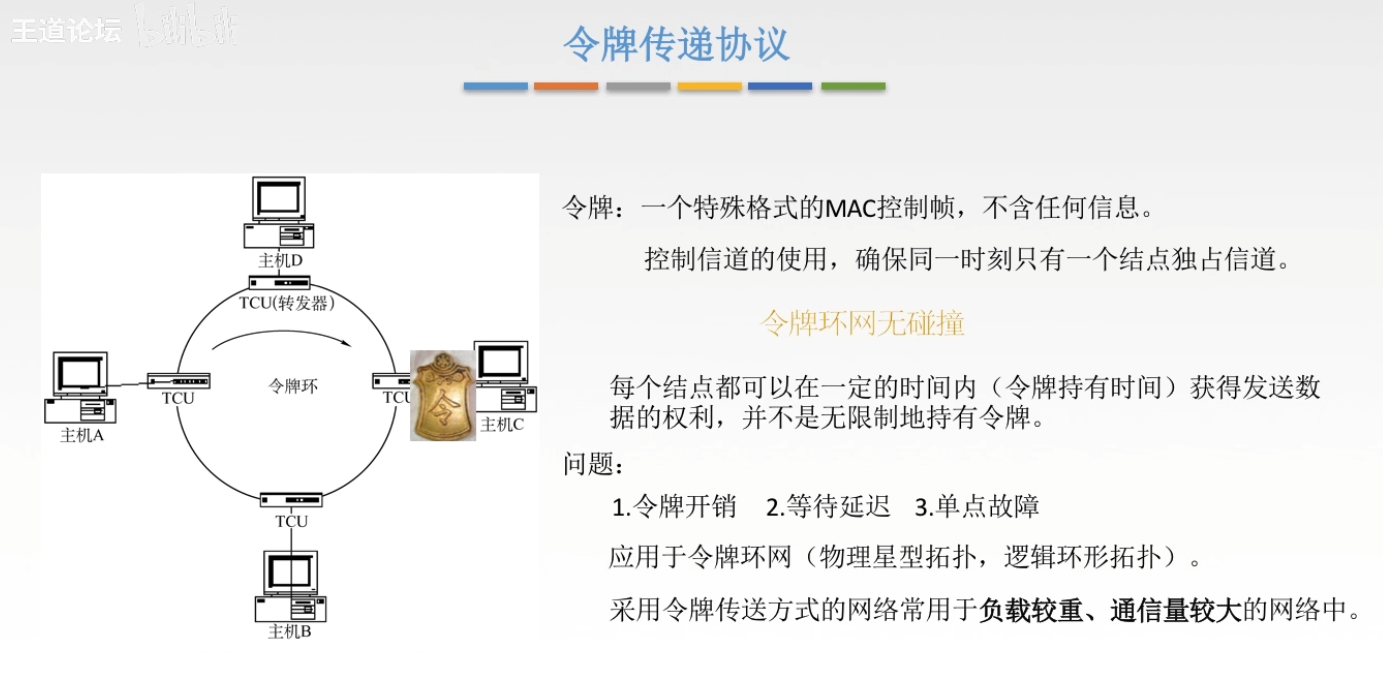 王道论坛
令牌传递协议
主机D
TCU(转发器)
令牌环
TCU
主机A
TCU
令
主机C
TCU
主机B
令牌：一个特殊格式的MAC控制帧，不含任何信息。
控制信道的使用，确保同一时刻只有一个结点独占信道。
令牌环网无碰撞
每个结点都可以在一定的时间内（令牌持有时间）获得发送数
据的权利，并不是无限制地持有令牌。
问题：
1.令牌开销 2.等待延迟 3.单点故障
应用于令牌环网（物理星型拓扑，逻辑环形拓扑）。
采用令牌传送方式的网络常用于负载较重、通信量较大的网络中。